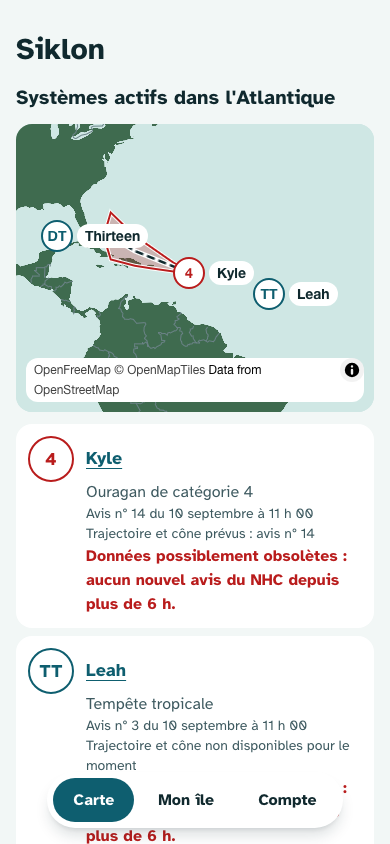 Siklon
Systèmes actifs dans l'Atlantique
DT
Thirteen
4
Kyle
TT
Leah
OpenFreeMap © OpenMapTiles Data from
OpenStreetMap
4
Kyle
Ouragan de catégorie 4
Avis n° 14 du 10 septembre à 11 h 00
Trajectoire et cône prévus : avis n° 14
Données possiblement obsolètes :
aucun nouvel avis du NHC depuis
plus de 6 h.
TT
Leah
Tempête tropicale
Avis n° 3 du 10 septembre à 11 h 00
Trajectoire et cône non disponibles pour le
moment
:
Carte
Mon île
Compte
plus de 6 h.